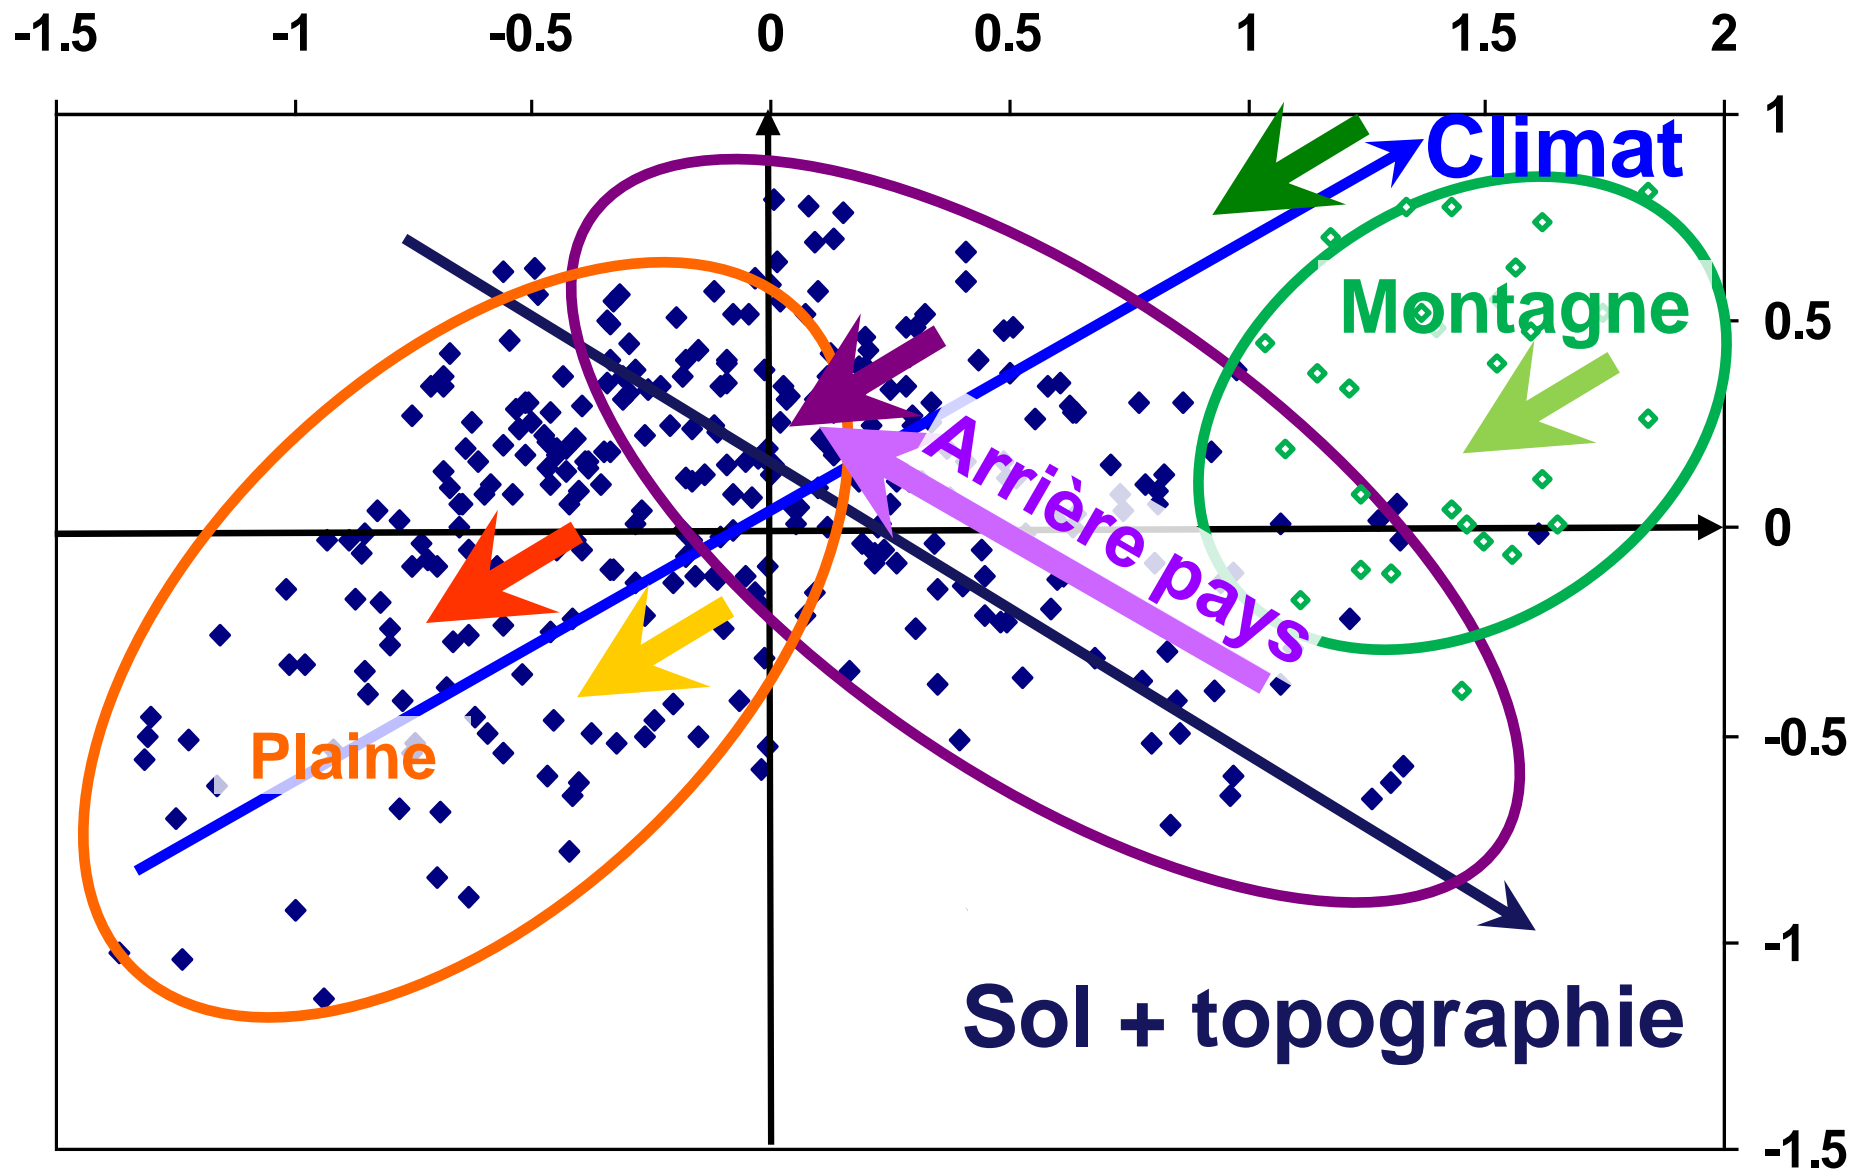 -1.5 -1 -0.5 0 0.5 1 1.5 2
1
Climat
Montagne
0.5
Arrière pays
0
Plaine
-0.5
-1
Sol + topographie
-1.5